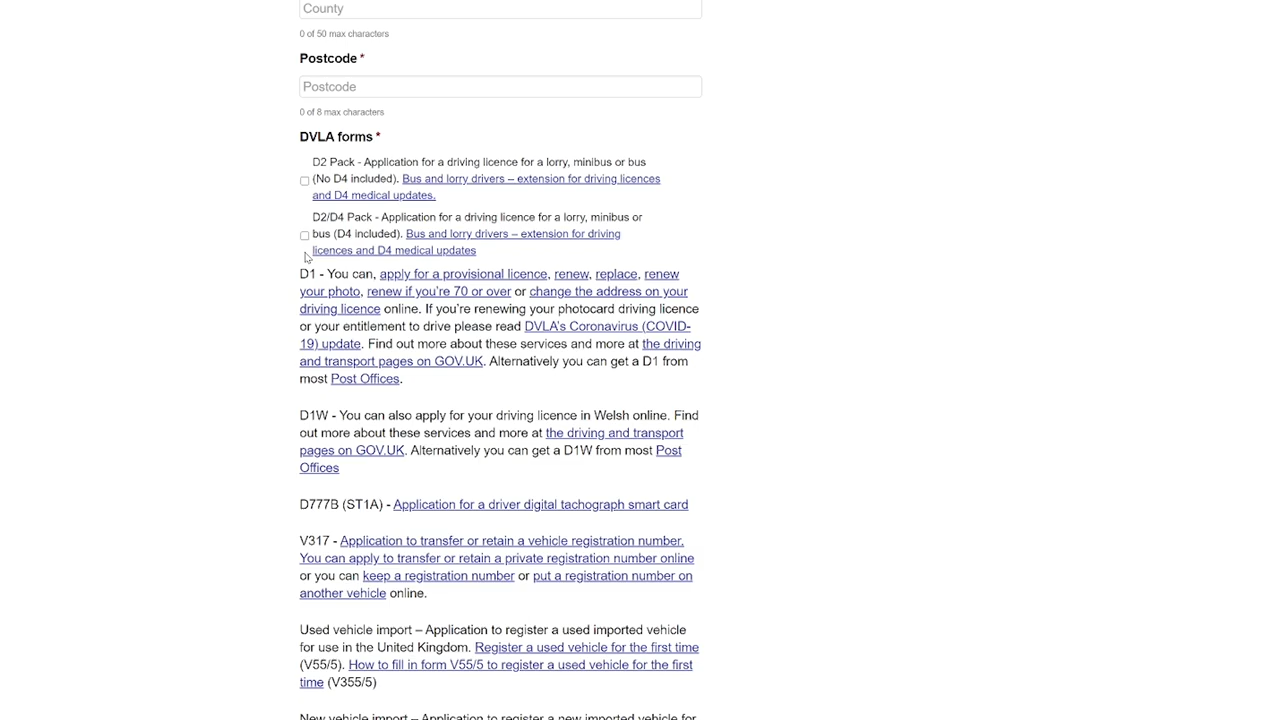 County
0 of 50 max characters
Postcode *
Postcode
0 of 8 max characters
DVLA forms *
D2 Pack - Application for a driving licence for a lorry, minibus or bus
(No D4 included). Bus and lorry drivers – extension for driving licences
and D4 medical updates.
D2/D4 Pack - Application for a driving licence for a lorry, minibus or
bus (D4 included). Bus and lorry drivers – extension for driving
licences and D4 medical updates
D1 - You can, apply for a provisional licence, renew, replace, renew
your photo, renew if you're 70 or over or change the address on your
driving licence online. If you're renewing your photocard driving licence
or your entitlement to drive please read DVLA's Coronavirus (COVID-
19) update. Find out more about these services and more at the driving
and transport pages on GOV.UK. Alternatively you can get a D1 from
most Post Offices.
D1W - You can also apply for your driving licence in Welsh online. Find
out more about these services and more at the driving and transport
pages on GOV.UK. Alternatively you can get a D1W from most Post
Offices
D777B (ST1A) - Application for a driver digital tachograph smart card
V317 - Application to transfer or retain a vehicle registration number.
You can apply to transfer or retain a private registration number online
or you can keep a registration number or put a registration number on
another vehicle online.
Used vehicle import – Application to register a used imported vehicle
for use in the United Kingdom. Register a used vehicle for the first time
(V55/5). How to fill in form V55/5 to register a used vehicle for the first
time (V355/5)
New vehicle import – Application to register a new imported vehicle for